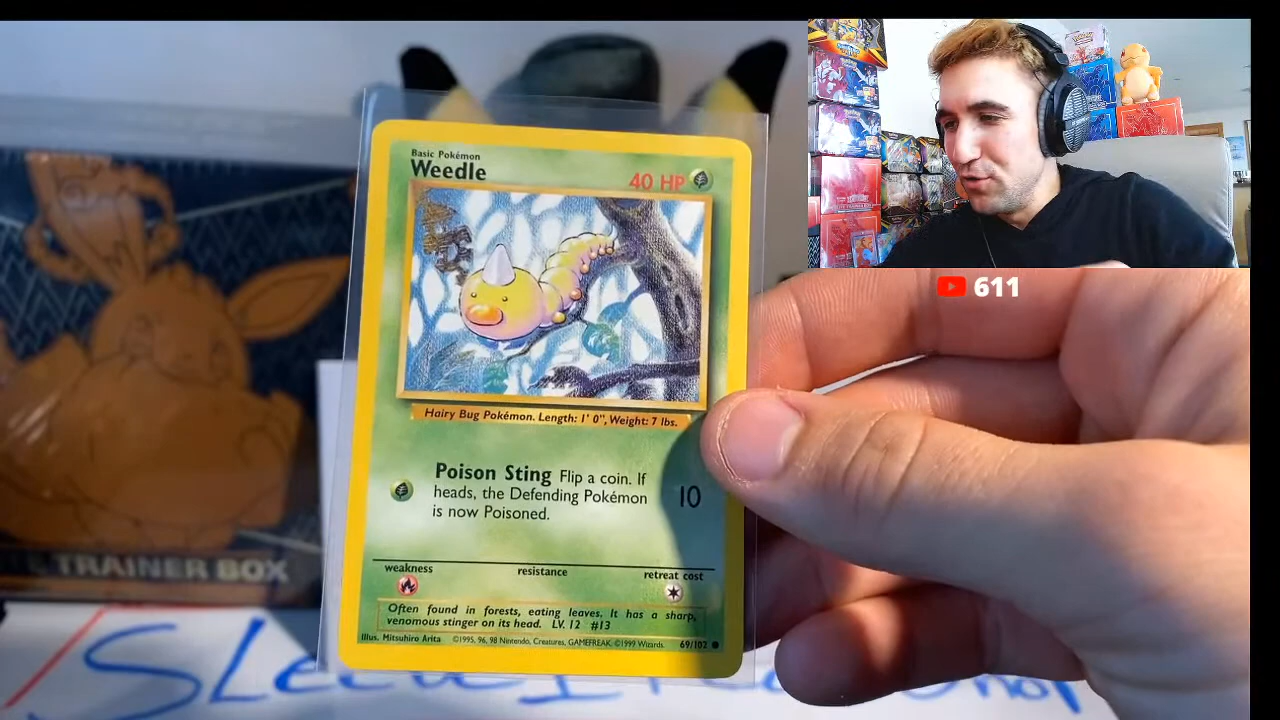 Basic Pokémon
Weedle
40 HP
Hairy Bug Pokémon. Length: 1' 0", Weight: 7 lbs.
Poison Sting Flip a coin. If
heads, the Defending Pokémon
is now Poisoned.
10
weakness
resistance
retreat cost
Often found in forests, eating leaves. It has a sharp,
venomous stinger on its head. LV. 12 #13
Illus. Mitsuhiro Arita ©1995, 96, 98 Nintendo, Creatures, GAMEFREAK. ©1999 Wizards. 69/102
611
TRAINER BOX